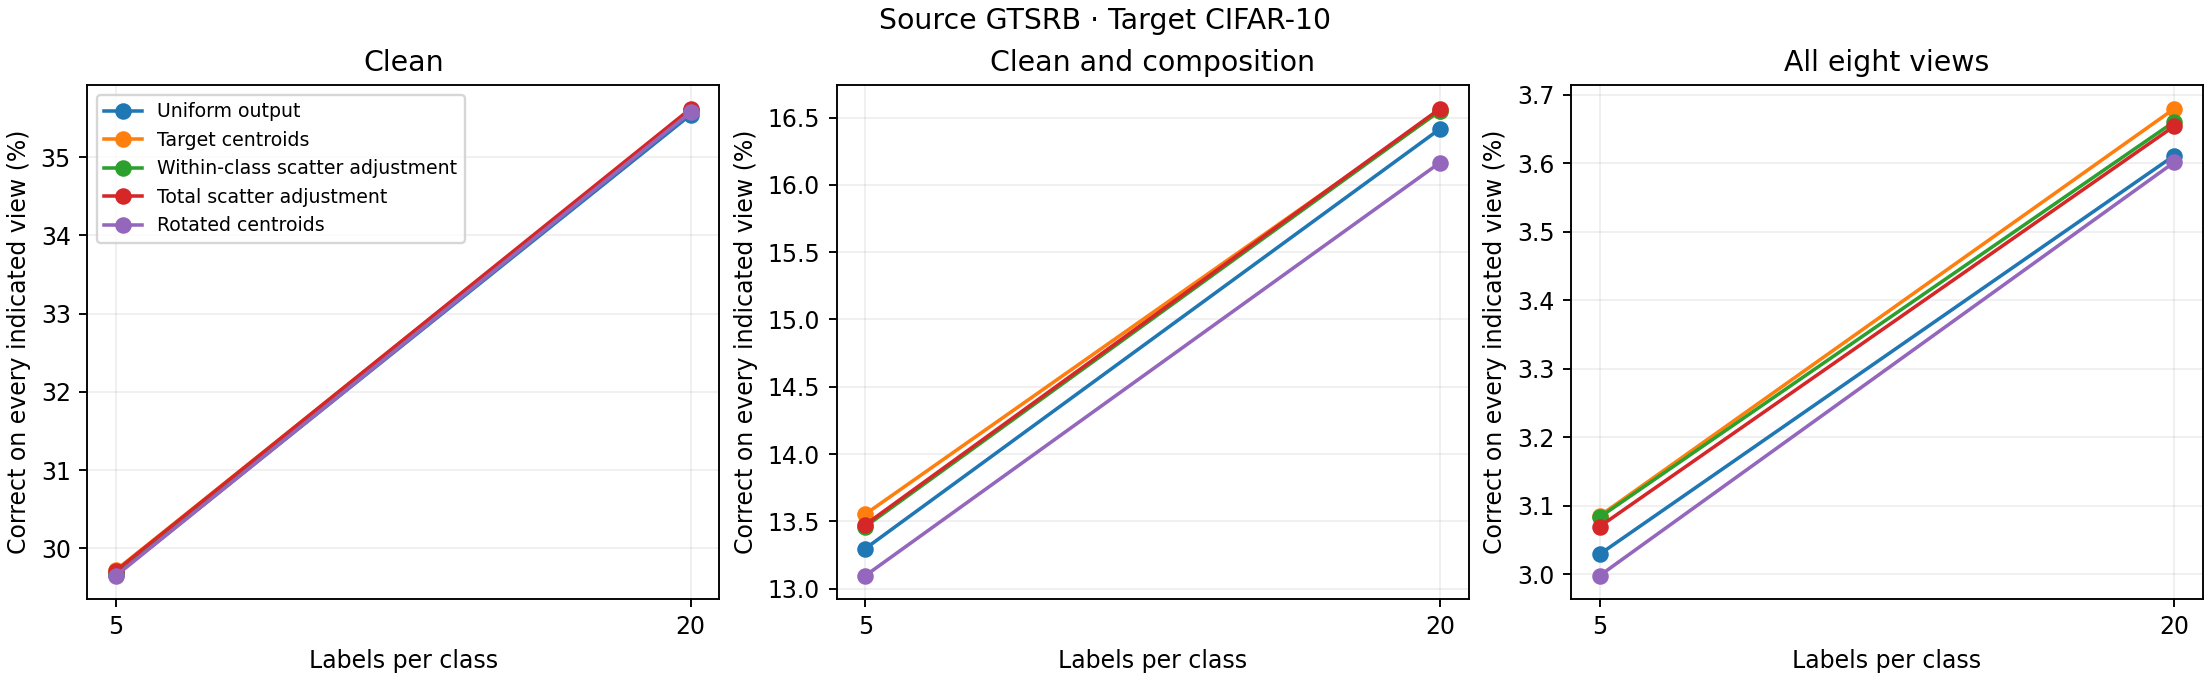 Source GTSRB · Target CIFAR-10
Clean
Correct on every indicated view (%)
35
34
33
32
31
30
Uniform output
Target centroids
Within-class scatter adjustment
Total scatter adjustment
Rotated centroids
5
20
Labels per class
Clean and composition
Correct on every indicated view (%)
16.5
16.0
15.5
15.0
14.5
14.0
13.5
13.0
5
20
Labels per class
All eight views
Correct on every indicated view (%)
3.7
3.6
3.5
3.4
3.3
3.2
3.1
3.0
5
20
Labels per class